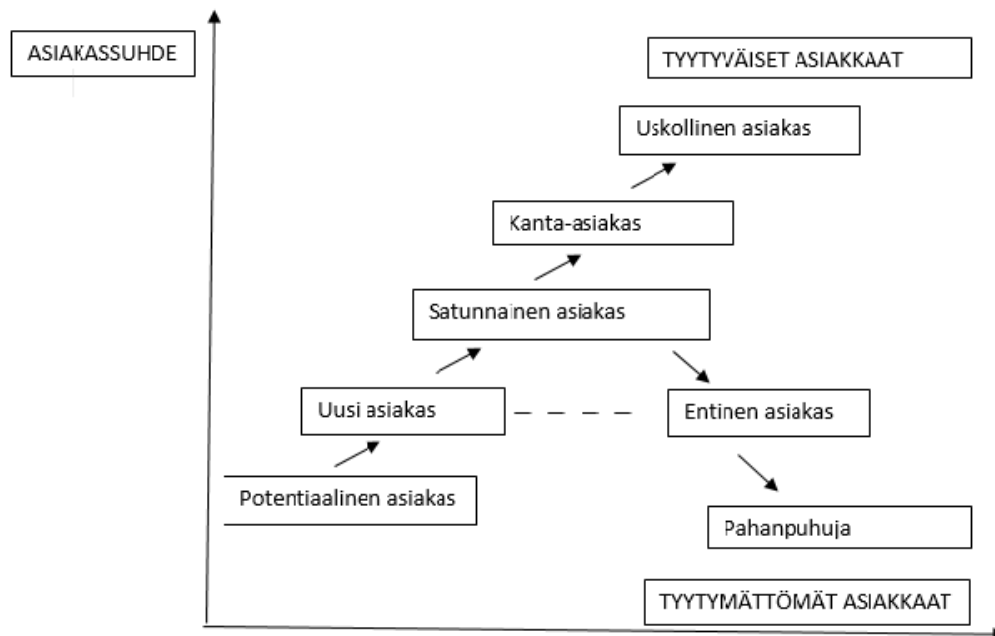 ASIAKASSUHDE
TYYTYVÄISET ASIAKKAAT
Uskollinen asiakas
Kanta-asiakas
Satunnainen asiakas
Uusi asiakas
Entinen asiakas
Potentiaalinen asiakas
Pahanpuhuja
TYYTYMÄTTÖMÄT ASIAKKAAT